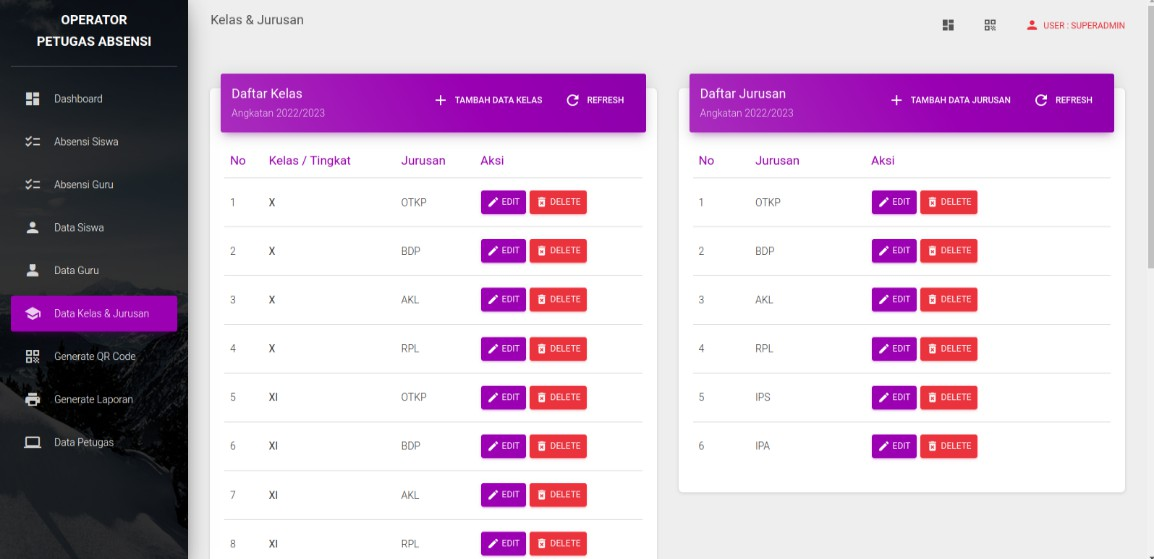 OPERATOR
PETUGAS ABSENSI
Dashboard
Absensi Siswa
Absensi Guru
Data Siswa
Data Guru
Data Kelas & Jurusan
Generate QR Code
Generate Laporan
Data Petugas
Kelas & Jurusan
USER : SUPERADMIN
Daftar Kelas
Angkatan 2022/2023
TAMBAH DATA KELAS REFRESH
No Kelas / Tingkat Jurusan Aksi
1 X OTKP EDIT DELETE
2 X BDP EDIT DELETE
3 X AKL EDIT DELETE
4 X RPL EDIT DELETE
5 XI OTKP EDIT DELETE
6 XI BDP EDIT DELETE
7 XI AKL EDIT DELETE
8 XI RPL EDIT DELETE
Daftar Jurusan
Angkatan 2022/2023
TAMBAH DATA JURUSAN REFRESH
No Jurusan Aksi
1 OTKP EDIT DELETE
2 BDP EDIT DELETE
3 AKL EDIT DELETE
4 RPL EDIT DELETE
5 IPS EDIT DELETE
6 IPA EDIT DELETE